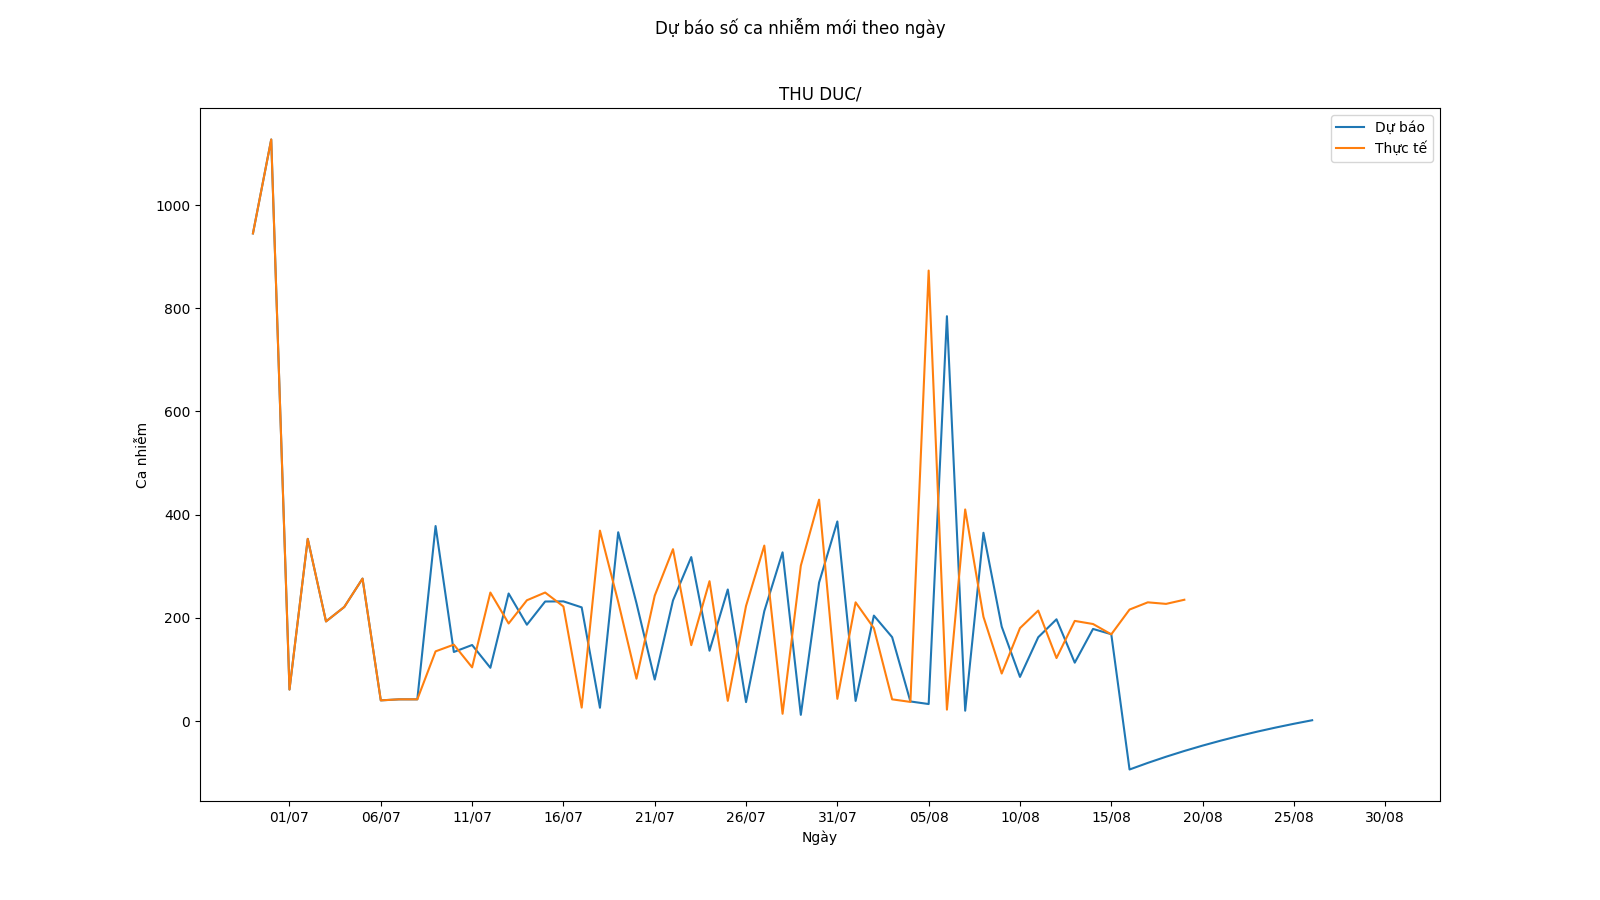 Dự báo số ca nhiễm mới theo ngày
THU DUC/
Dự báo
Thực tế
1000
800
600
400
200
0
Ca nhiễm
01/07 06/07 11/07 16/07 21/07 26/07 31/07 05/08 10/08 15/08 20/08 25/08 30/08
Ngày